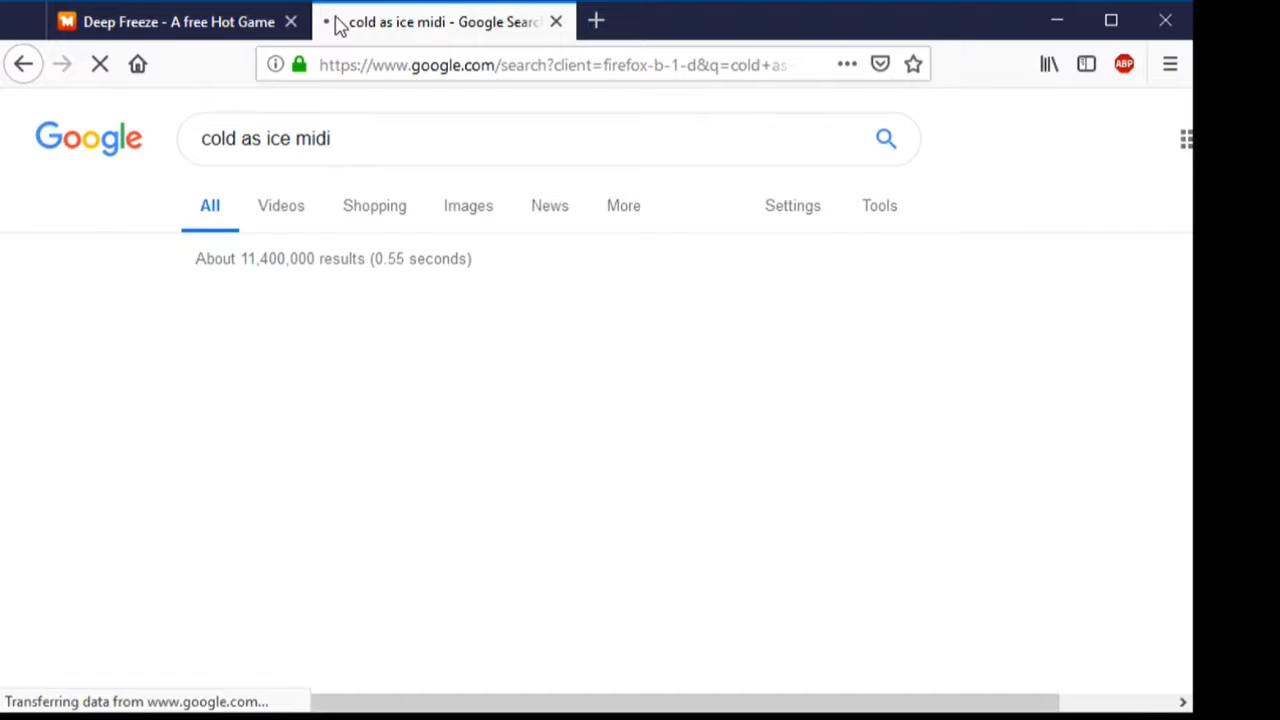 Deep Freeze - A free Hot Game
cold as ice midi - Google Searc
https://www.google.com/search?client=firefox-b-1-d&q=cold+as
ABP
Google
cold as ice midi
All Videos Shopping Images News More Settings Tools
About 11,400,000 results (0.55 seconds)
Transferring data from www.google.com...